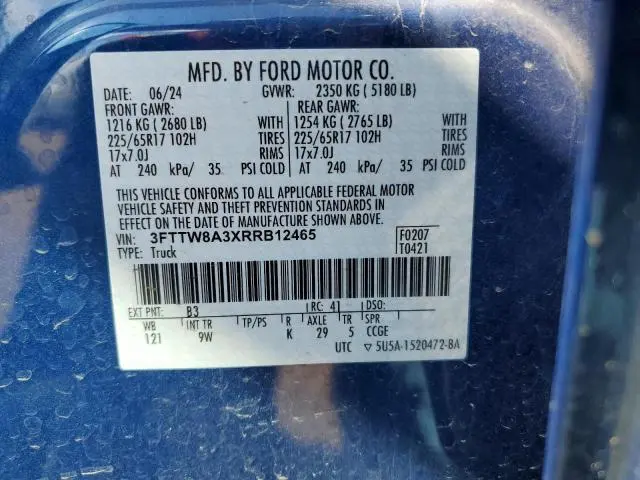 MFD. BY FORD MOTOR CO.
DATE: 06/24 GVWR: 2350 KG ( 5180 LB)
FRONT GAWR: REAR GAWR:
1216 KG ( 2680 LB) WITH 1254 KG ( 2765 LB) WITH
225/65R17 102H TIRES 225/65R17 102H TIRES
17x7.0J RIMS 17x7.0J RIMS
AT 240 kPa/ 35 PSI COLD AT 240 kPa/ 35 PSI COLD
THIS VEHICLE CONFORMS TO ALL APPLICABLE FEDERAL MOTOR
VEHICLE SAFETY AND THEFT PREVENTION STANDARDS IN
EFFECT ON THE DATE OF MANUFACTURE SHOWN ABOVE.
VIN: 3FTTW8A3XRRB12465 F0207
TYPE: Truck T0421
EXT PNT: B3 RC: 41 DSO:
WB INT TR TP/PS R AXLE TR SPR
121 9W K 29 5 CCGE
UTC ▽ 5U5A-1520472-BA